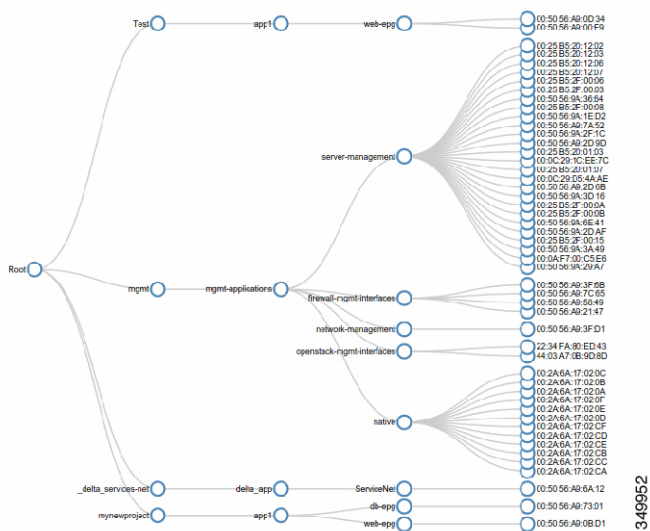 Test
app1
web-epg
00:50:56:A9:0D:34
00:50:56:A9:00:F9
00:25:B5:20:12:02
00:25:B5:20:12:03
00:25:B5:20:12:06
00:25:B5:20:12:07
00:25:B5:2F:00:06
00:25:B5:2F:00:03
00:50:56:9A:36:64
00:25:B5:2F:00:08
00:50:56:9A:1E:D2
00:50:56:A9:7A:52
00:50:56:9A:2F:1C
00:50:56:A9:2D:9D
server-management
00:25:B5:20:01:03
00:0C:29:1C:EE:7C
00:25:B5:20:01:07
00:0C:29:D5:4A:AE
00:50:56:A9:2D:0B
00:50:56:9A:3D:16
00:25:B5:2F:00:0A
00:25:B5:2F:00:0B
00:50:56:9A:6E:41
00:50:56:9A:2D:AF
00:25:B5:2F:00:15
00:50:56:9A:3A:49
00:0A:F7:00:C5:E6
00:50:56:9A:29:A7
Root
mgmt
mgmt-applications
firewall-mgmt-interfaces
00:50:56:A9:3F:6B
00:50:56:A9:7C:65
00:50:56:A9:50:49
00:50:56:A9:21:47
network-management
00:50:56:A9:3F:D1
openstack-mgmt-interfaces
22:34:FA:80:ED:43
44:03:A7:0B:9D:8D
00:2A:6A:17:02:0C
00:2A:6A:17:02:0B
00:2A:6A:17:02:0A
00:2A:6A:17:02:0F
00:2A:6A:17:02:0E
00:2A:6A:17:02:0D
native
00:2A:6A:17:02:CF
00:2A:6A:17:02:CD
00:2A:6A:17:02:CE
00:2A:6A:17:02:CB
00:2A:6A:17:02:CC
00:2A:6A:17:02:CA
_delta_servces-net
delta_app
ServiceNet
00:50:56:A9:6A:12
mynewproject
app1
db-epg
00:50:56:A9:73:01
web-epg
00:50:56:A9:0B:D1
349952